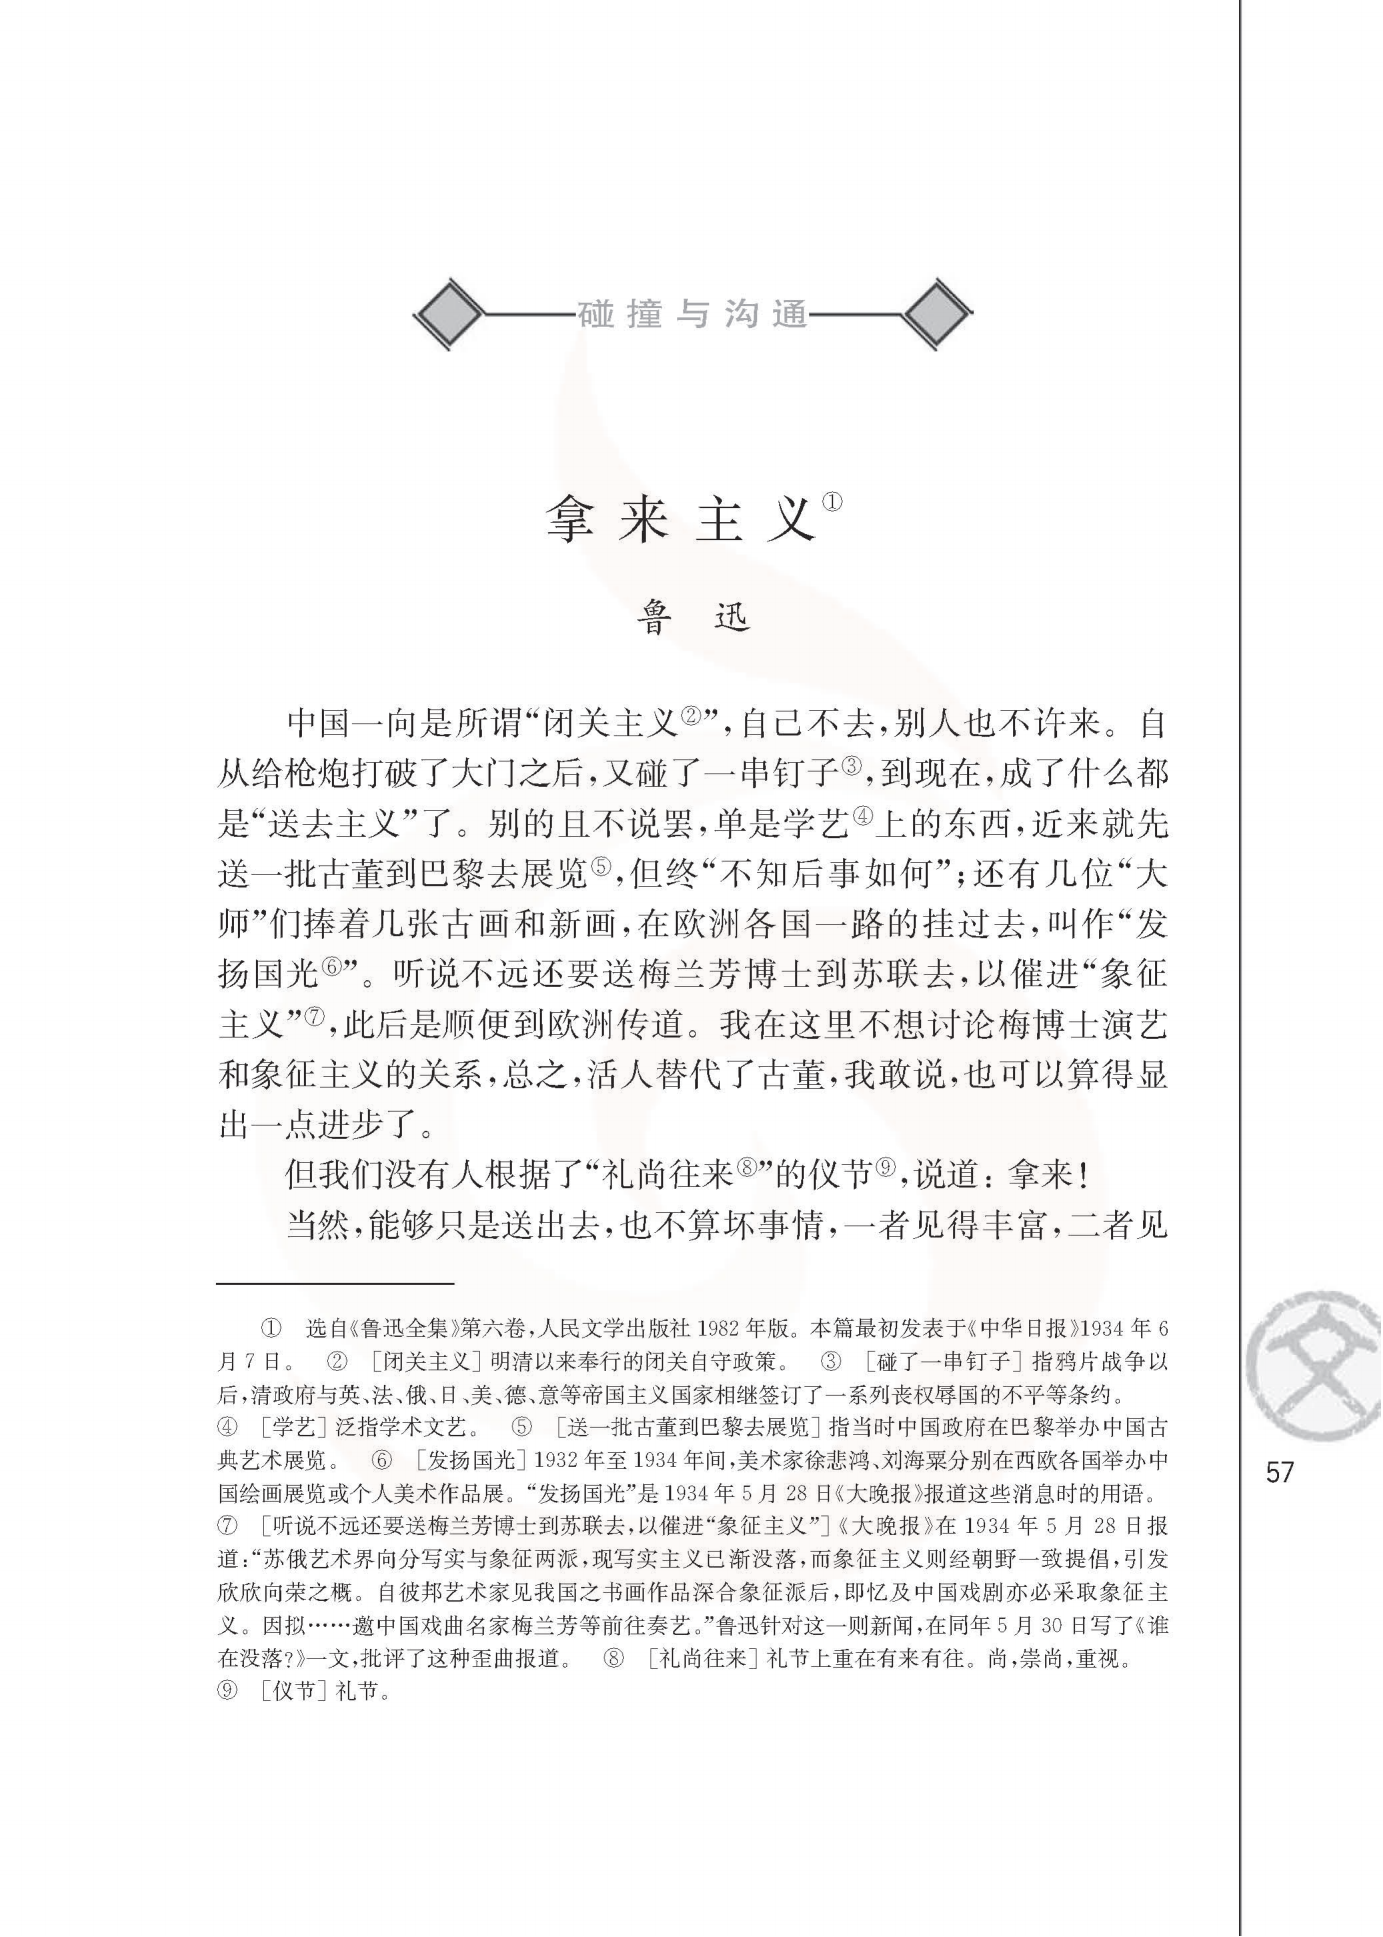 碰撞与沟通
拿来主义①
鲁 迅
中国一向是所谓“闭关主义②”,自己不去,别人也不许来。自
从给枪炮打破了大门之后,又碰了一串钉子③,到现在,成了什么都
是“送去主义”了。别的且不说罢,单是学艺④上的东西,近来就先
送一批古董到巴黎去展览⑤,但终“不知后事如何”;还有几位“大
师”们捧着几张古画和新画,在欧洲各国一路的挂过去,叫作“发
扬国光⑥”。听说不远还要送梅兰芳博士到苏联去,以催进“象征
主义”⑦,此后是顺便到欧洲传道。我在这里不想讨论梅博士演艺
和象征主义的关系,总之,活人替代了古董,我敢说,也可以算得显
出一点进步了。
但我们没有人根据了“礼尚往来⑧”的仪节⑨,说道:拿来!
当然,能够只是送出去,也不算坏事情,一者见得丰富,二者见
① 选自《鲁迅全集》第六卷,人民文学出版社1982年版。本篇最初发表于《中华日报》1934年6
月7日。 ② [闭关主义]明清以来奉行的闭关自守政策。 ③ [碰了一串钉子]指鸦片战争以
后,清政府与英、法、俄、日、美、德、意等帝国主义国家相继签订了一系列丧权辱国的不平等条约。
④ [学艺]泛指学术文艺。 ⑤ [送一批古董到巴黎去展览]指当时中国政府在巴黎举办中国古
典艺术展览。 ⑥ [发扬国光]1932年至1934年间,美术家徐悲鸿、刘海粟分别在西欧各国举办中
国绘画展览或个人美术作品展。“发扬国光”是1934年5月28日《大晚报》报道这些消息时的用语。
⑦ [听说不远还要送梅兰芳博士到苏联去,以催进“象征主义”]《大晚报》在1934年5月28日报
道:“苏俄艺术界向分写实与象征两派,现写实主义已渐没落,而象征主义则经朝野一致提倡,引发
欣欣向荣之概。自彼邦艺术家见我国之书画作品深合象征派后,即忆及中国戏剧亦必采取象征主
义。因拟……邀中国戏曲名家梅兰芳等前往奏艺。”鲁迅针对这一则新闻,在同年5月30日写了《谁
在没落?》一文,批评了这种歪曲报道。 ⑧ [礼尚往来]礼节上重在有来有往。尚,崇尚,重视。
⑨ [仪节]礼节。
文
57